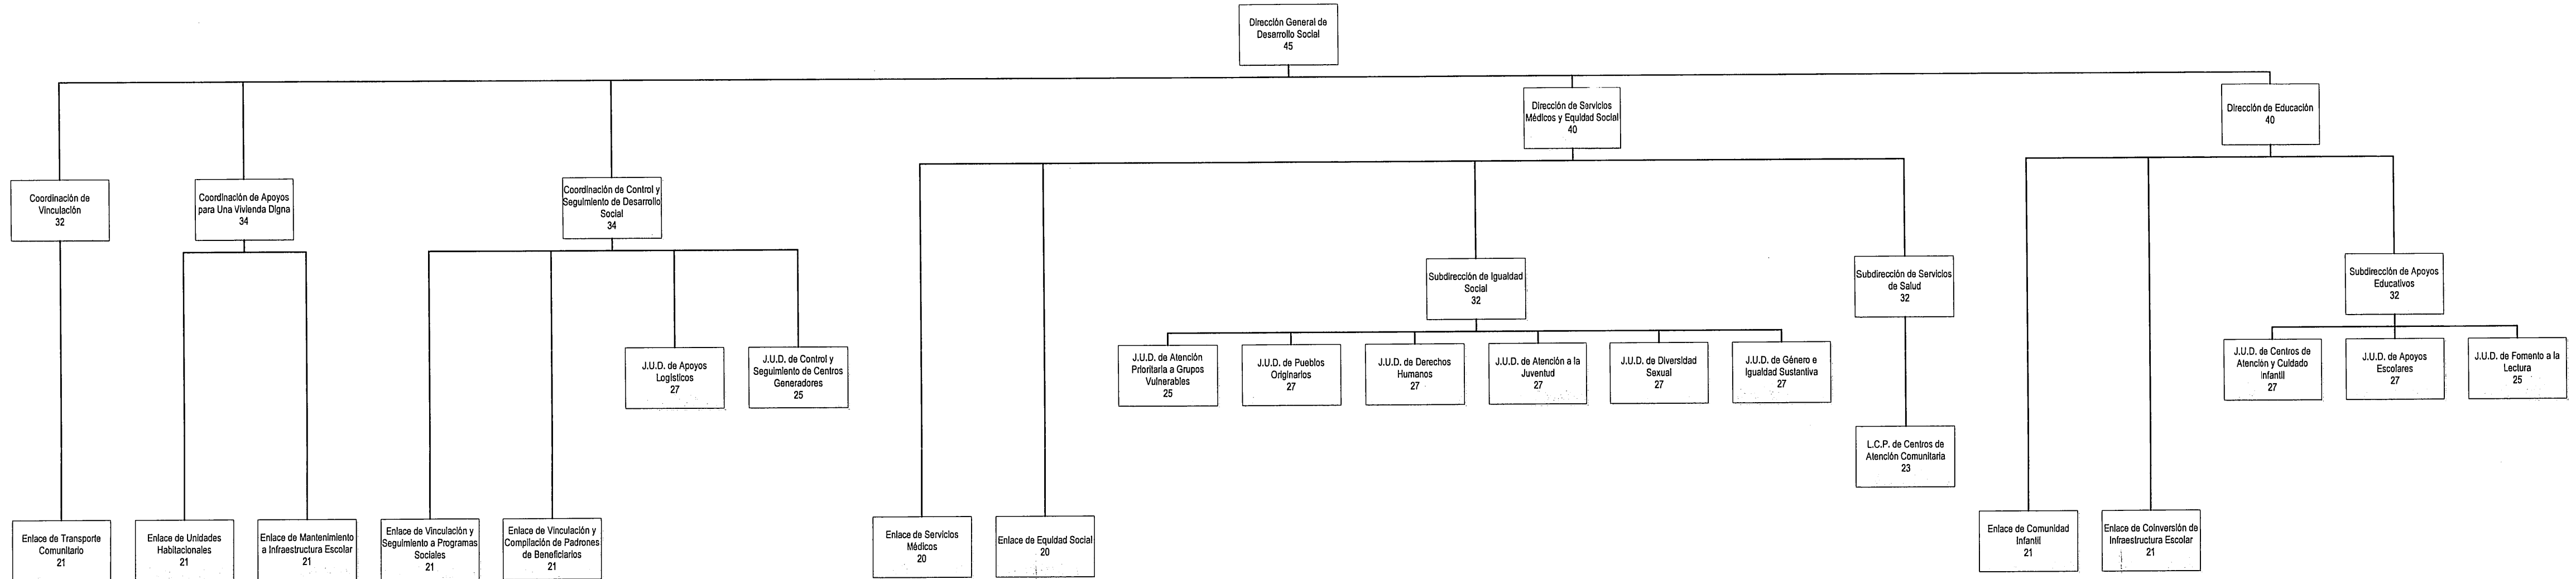 Dirección General de
Desarrollo Social
45
Dirección de Servicios
Médicos y Equidad Social
40
Dirección de Educación
40
Coordinación de
Vinculación
32
Coordinación de Apoyos
para Una Vivienda Digna
34
Coordinación de Control y
Seguimiento de Desarrollo
Social
34
Subdirección de Igualdad
Social
32
Subdirección de Servicios
de Salud
32
Subdirección de Apoyos
Educativos
32
J.U.D. de Apoyos
Logísticos
27
J.U.D. de Control y
Seguimiento de Centros
Generadores
25
J.U.D. de Atención
Prioritaria a Grupos
Vulnerables
25
J.U.D. de Pueblos
Originarios
27
J.U.D. de Derechos
Humanos
27
J.U.D. de Atención a la
Juventud
27
J.U.D. de Diversidad
Sexual
27
J.U.D. de Género e
Igualdad Sustantiva
27
J.U.D. de Centros de
Atención y Cuidado
Infantil
27
J.U.D. de Apoyos
Escolares
27
J.U.D. de Fomento a la
Lectura
25
L.C.P. de Centros de
Atención Comunitaria
23
Enlace de Transporte
Comunitario
21
Enlace de Unidades
Habitacionales
21
Enlace de Mantenimiento
a Infraestructura Escolar
21
Enlace de Vinculación y
Seguimiento a Programas
Sociales
21
Enlace de Vinculación y
Compilación de Padrones
de Beneficiarios
21
Enlace de Servicios
Médicos
20
Enlace de Equidad Social
20
Enlace de Comunidad
Infantil
21
Enlace de Coinversión de
Infraestructura Escolar
21